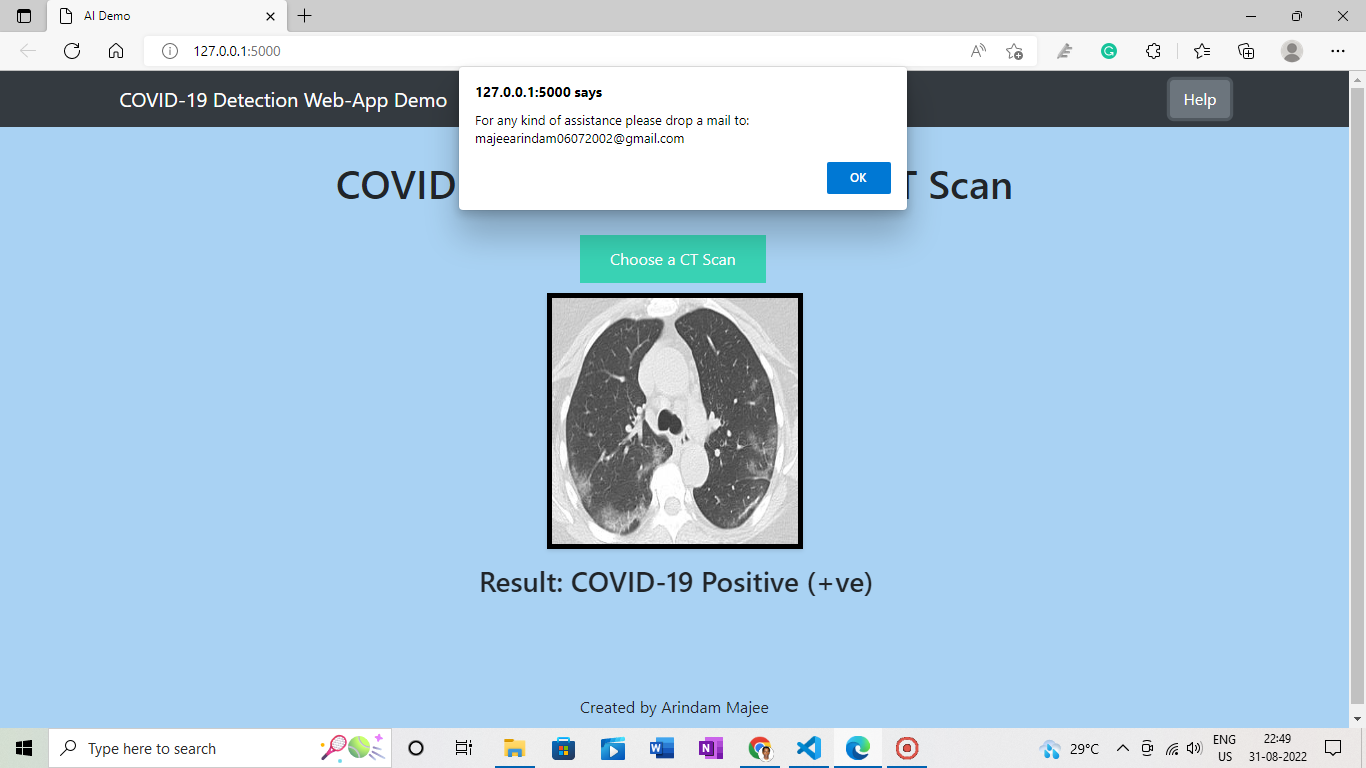 AI Demo
127.0.0.1:5000
COVID-19 Detection Web-App Demo
Help
127.0.0.1:5000 says
For any kind of assistance please drop a mail to:
majeearindam06072002@gmail.com
OK
COVID T Scan
Choose a CT Scan
Result: COVID-19 Positive (+ve)
Created by Arindam Majee
Type here to search
29°C
ENG
US
22:49
31-08-2022